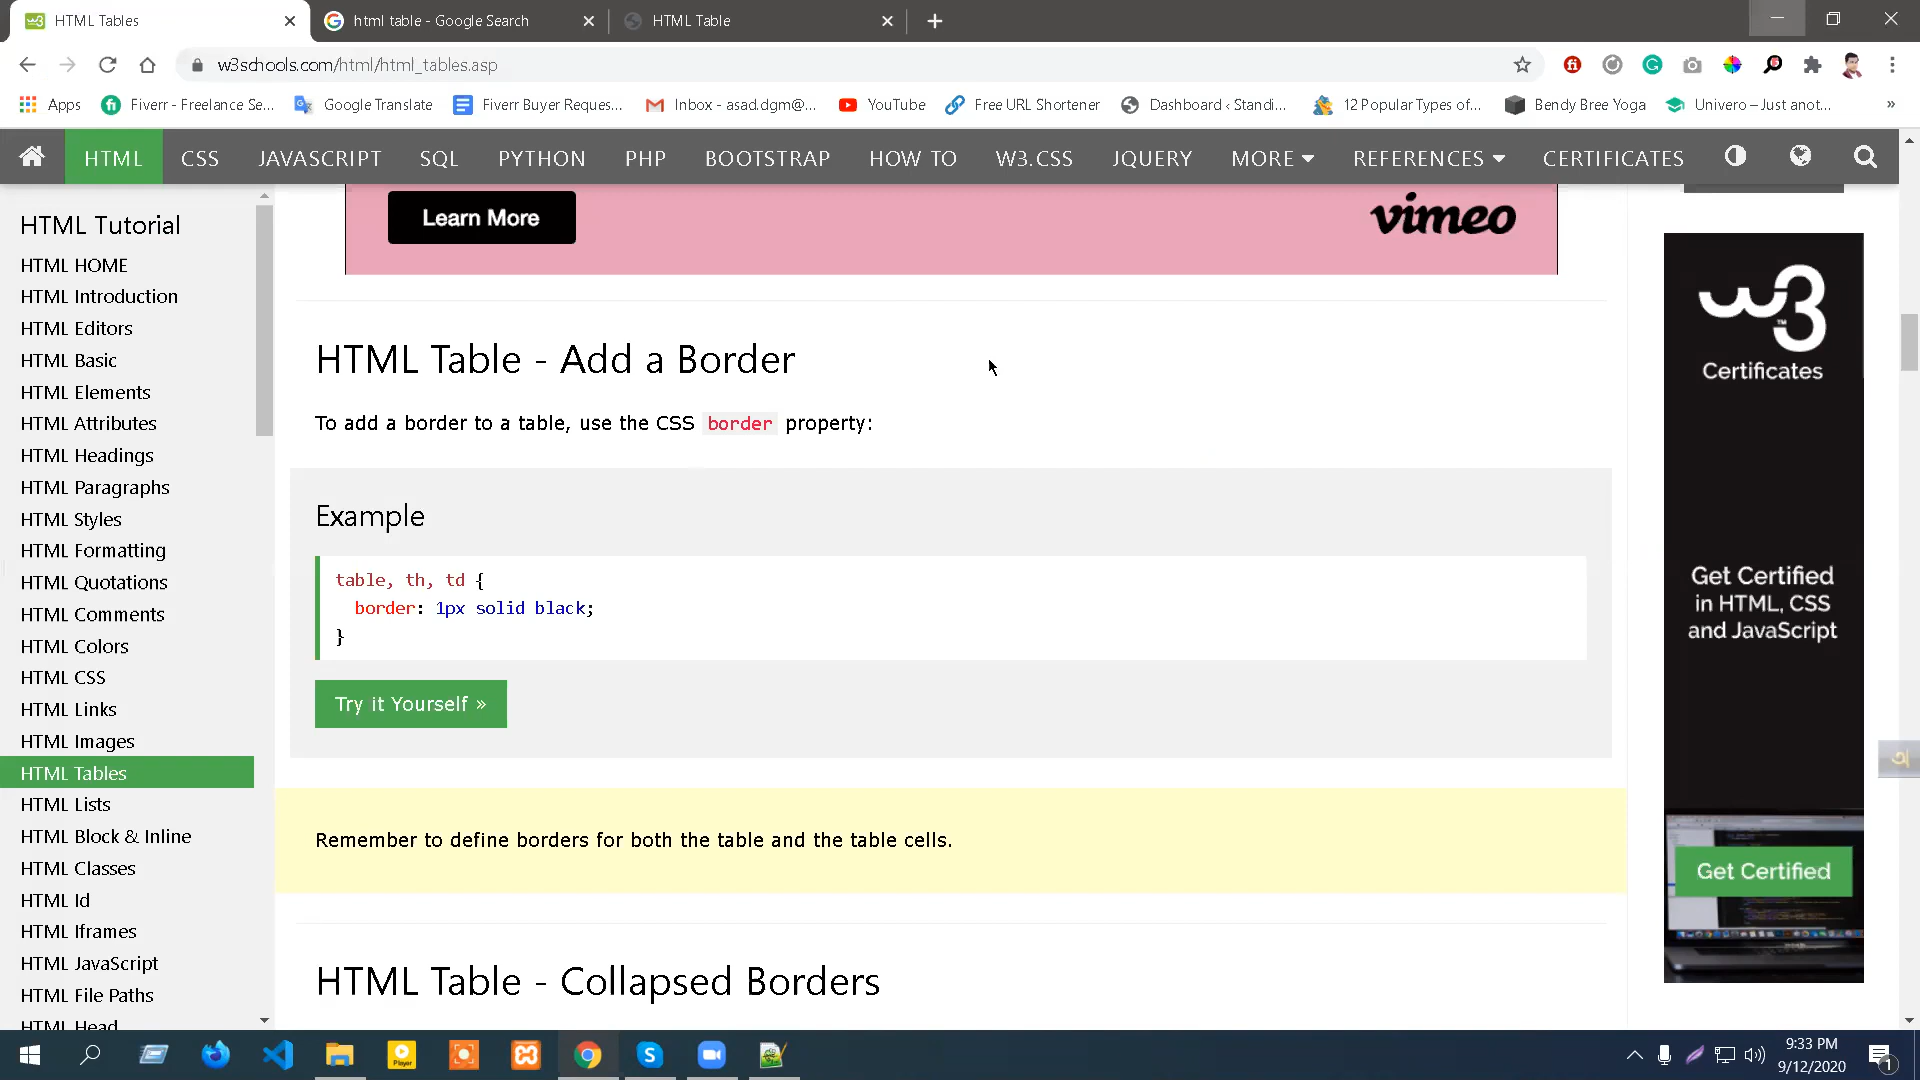 HTML Tables
html table - Google Search
HTML Table
w3schools.com/html/html_tables.asp
Apps
Fiverr - Freelance Se...
Google Translate
Fiverr Buyer Reques...
Inbox - asad.dgm@...
YouTube
Free URL Shortener
Dashboard ‹ Standi...
12 Popular Types of...
Bendy Bree Yoga
Univero – Just anot...
»
HTML
CSS
JAVASCRIPT
SQL
PYTHON
PHP
BOOTSTRAP
HOW TO
W3.CSS
JQUERY
MORE
REFERENCES
CERTIFICATES
HTML Tutorial
HTML HOME
HTML Introduction
HTML Editors
HTML Basic
HTML Elements
HTML Attributes
HTML Headings
HTML Paragraphs
HTML Styles
HTML Formatting
HTML Quotations
HTML Comments
HTML Colors
HTML CSS
HTML Links
HTML Images
HTML Tables
HTML Lists
HTML Block & Inline
HTML Classes
HTML Id
HTML Iframes
HTML JavaScript
HTML File Paths
HTML Head
Learn More
vimeo
HTML Table - Add a Border
To add a border to a table, use the CSS border property:
Example
table, th, td {
border: 1px solid black;
}
Try it Yourself »
Remember to define borders for both the table and the table cells.
HTML Table - Collapsed Borders
w3
TM
Certificates
Get Certified
in HTML, CSS
and JavaScript
Get Certified
অ
Player
9:33 PM
9/12/2020
1